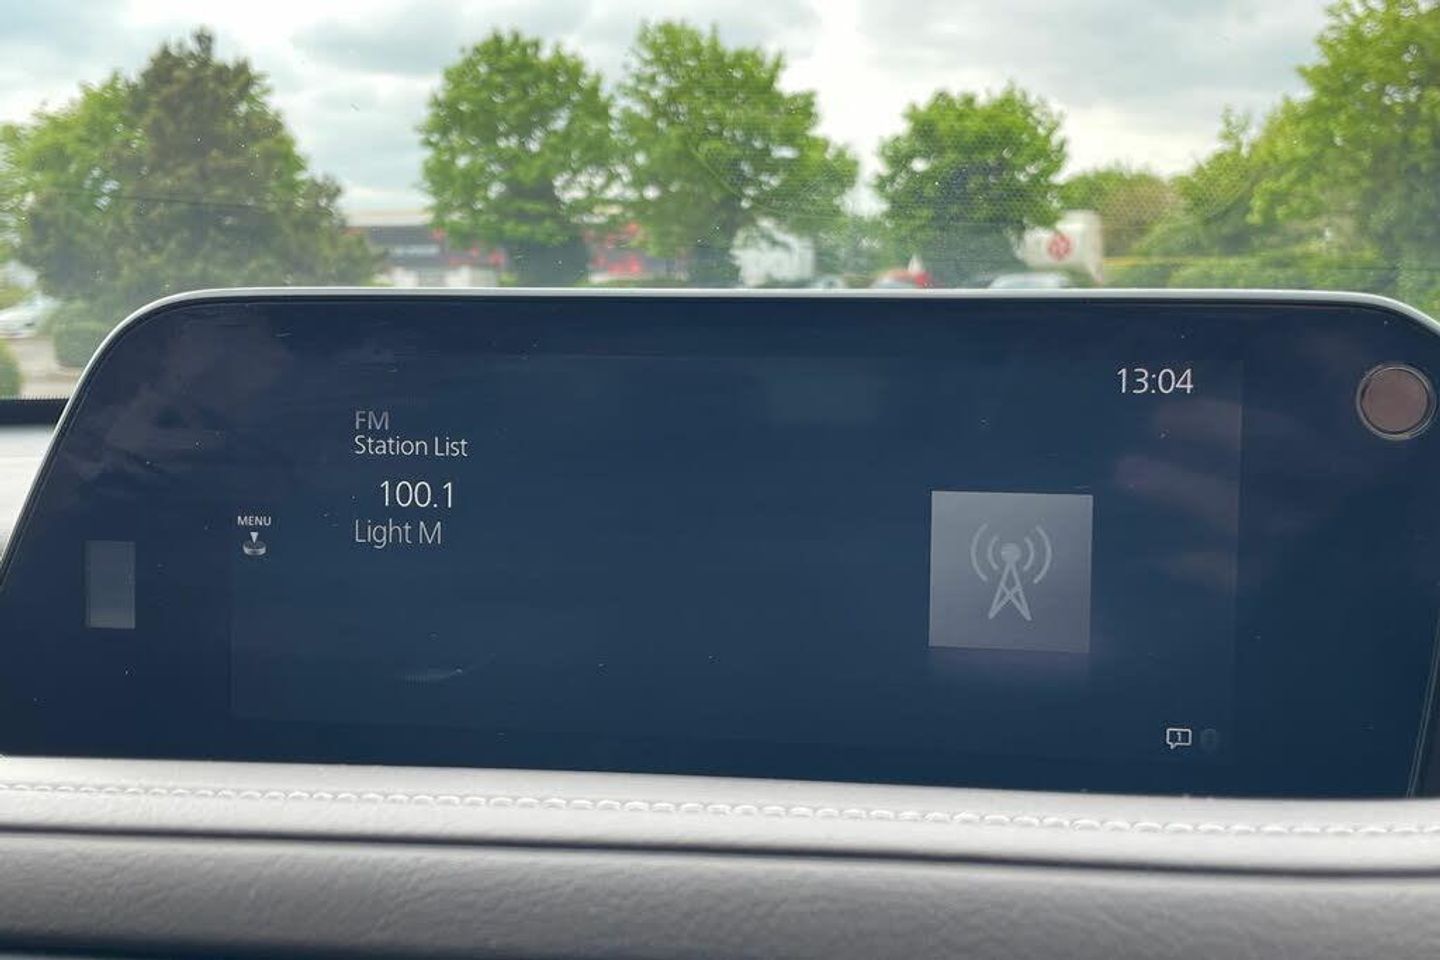 13:04
FM
Station List
100.1
MENU
Light M
1